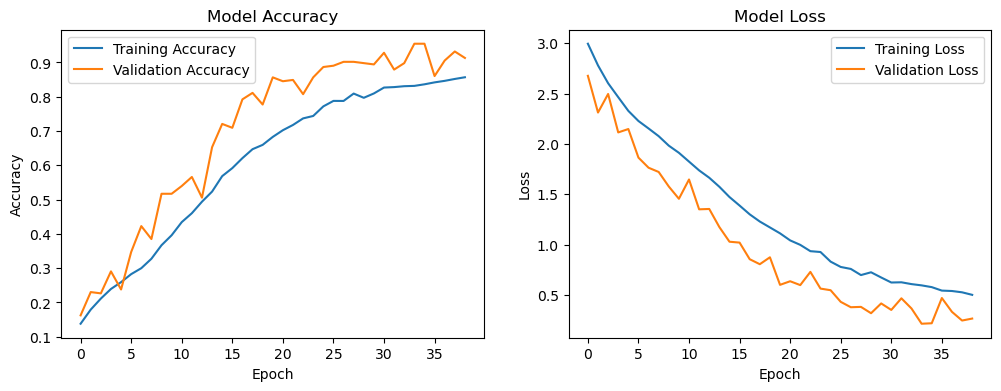 Model Accuracy
Training Accuracy
Validation Accuracy
0.9
0.8
0.7
0.6
0.5
0.4
0.3
0.2
0.1
Accuracy
0 5 10 15 20 25 30 35
Epoch
Model Loss
Training Loss
Validation Loss
3.0
2.5
2.0
1.5
1.0
0.5
Loss
0 5 10 15 20 25 30 35
Epoch